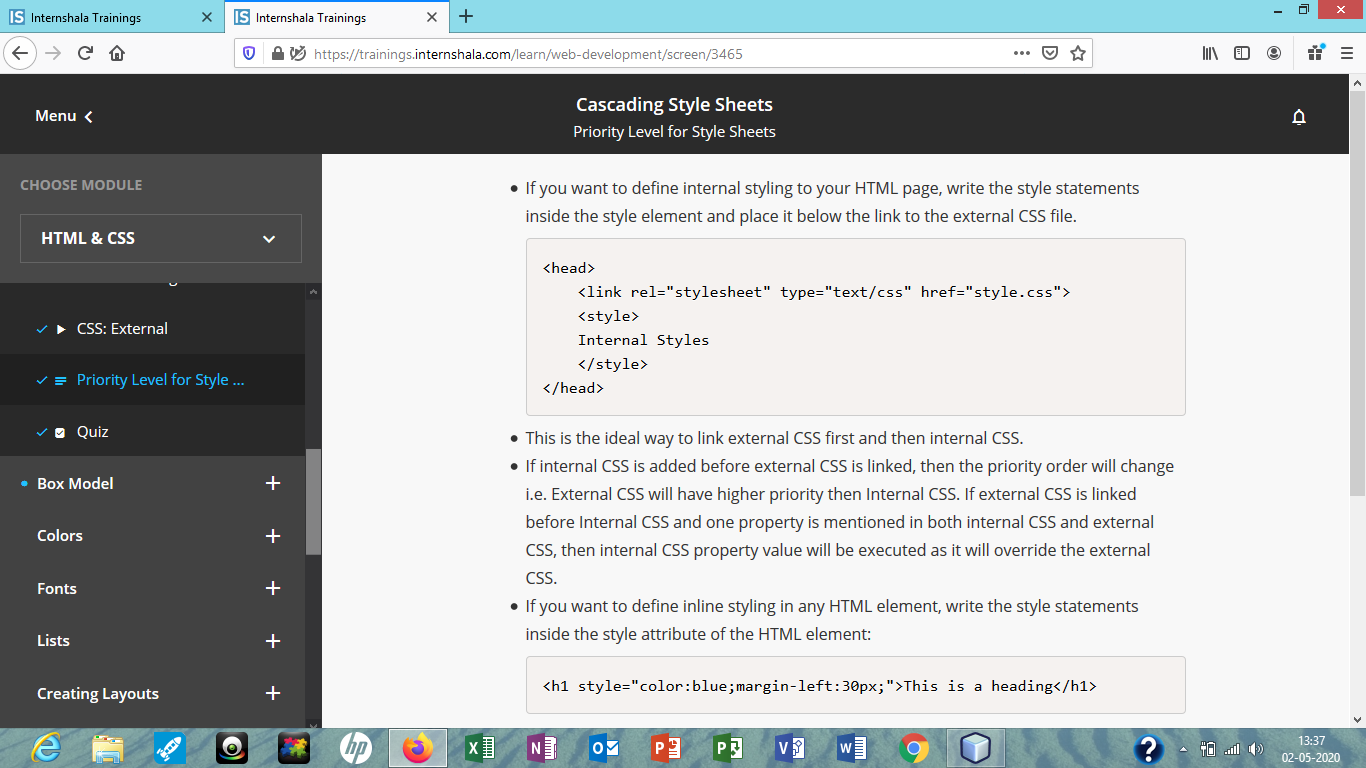 Internshala Trainings
Internshala Trainings
https://trainings.internshala.com/learn/web-development/screen/3465
Menu
Cascading Style Sheets
Priority Level for Style Sheets
CHOOSE MODULE
HTML & CSS
CSS: External
Priority Level for Style ...
Quiz
Box Model
Colors
Fonts
Lists
Creating Layouts
If you want to define internal styling to your HTML page, write the style statements
inside the style element and place it below the link to the external CSS file.
<head>
<link rel="stylesheet" type="text/css" href="style.css">
<style>
Internal Styles
</style>
</head>
This is the ideal way to link external CSS first and then internal CSS.
If internal CSS is added before external CSS is linked, then the priority order will change
i.e. External CSS will have higher priority then Internal CSS. If external CSS is linked
before Internal CSS and one property is mentioned in both internal CSS and external
CSS, then internal CSS property value will be executed as it will override the external
CSS.
If you want to define inline styling in any HTML element, write the style statements
inside the style attribute of the HTML element:
<h1 style="color:blue;margin-left:30px;">This is a heading</h1>
13:37
02-05-2020